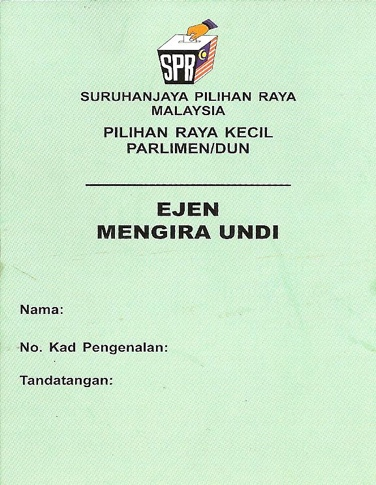 SPR
SURUHANJAYA PILIHAN RAYA
MALAYSIA
PILIHAN RAYA KECIL
PARLIMEN/DUN
EJEN
MENGIRA UNDI
Nama:
No. Kad Pengenalan:
Tandatangan: